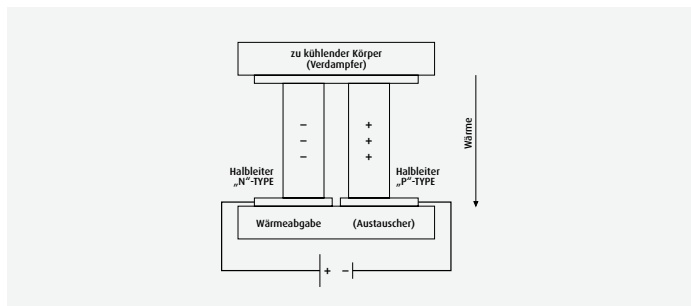 zu kühlender Körper
(Verdampfer)
– +
– +
– +
Wärme
Halbleiter
„N“-TYPE
Halbleiter
„P“-TYPE
Wärmeabgabe (Austauscher)
+ –